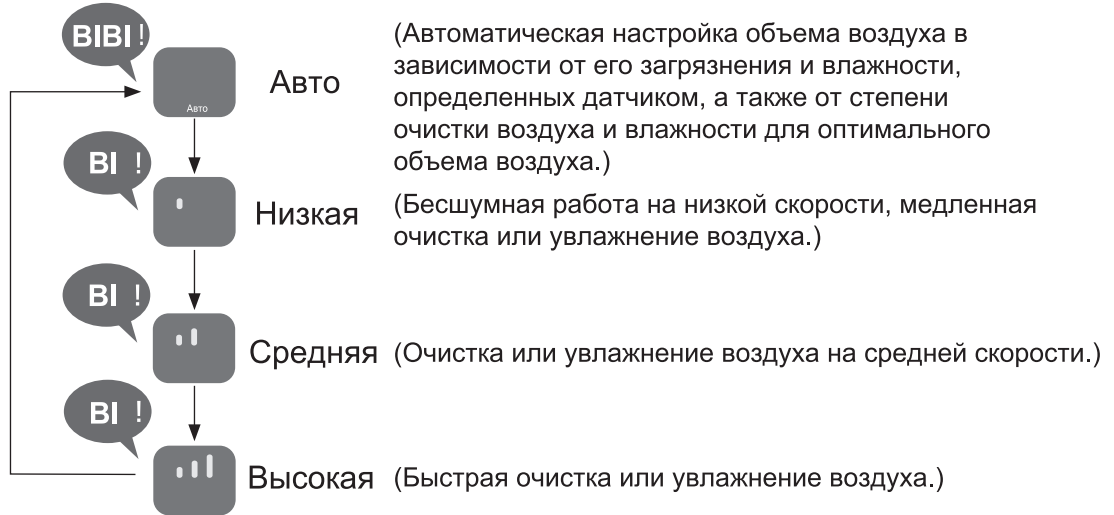 BIBI !
Авто
Авто
(Автоматическая настройка объема воздуха в
зависимости от его загрязнения и влажности,
определенных датчиком, а также от степени
очистки воздуха и влажности для оптимального
объема воздуха.)
BI !
Низкая
(Бесшумная работа на низкой скорости, медленная
очистка или увлажнение воздуха.)
BI !
Средняя (Очистка или увлажнение воздуха на средней скорости.)
BI !
Высокая (Быстрая очистка или увлажнение воздуха.)